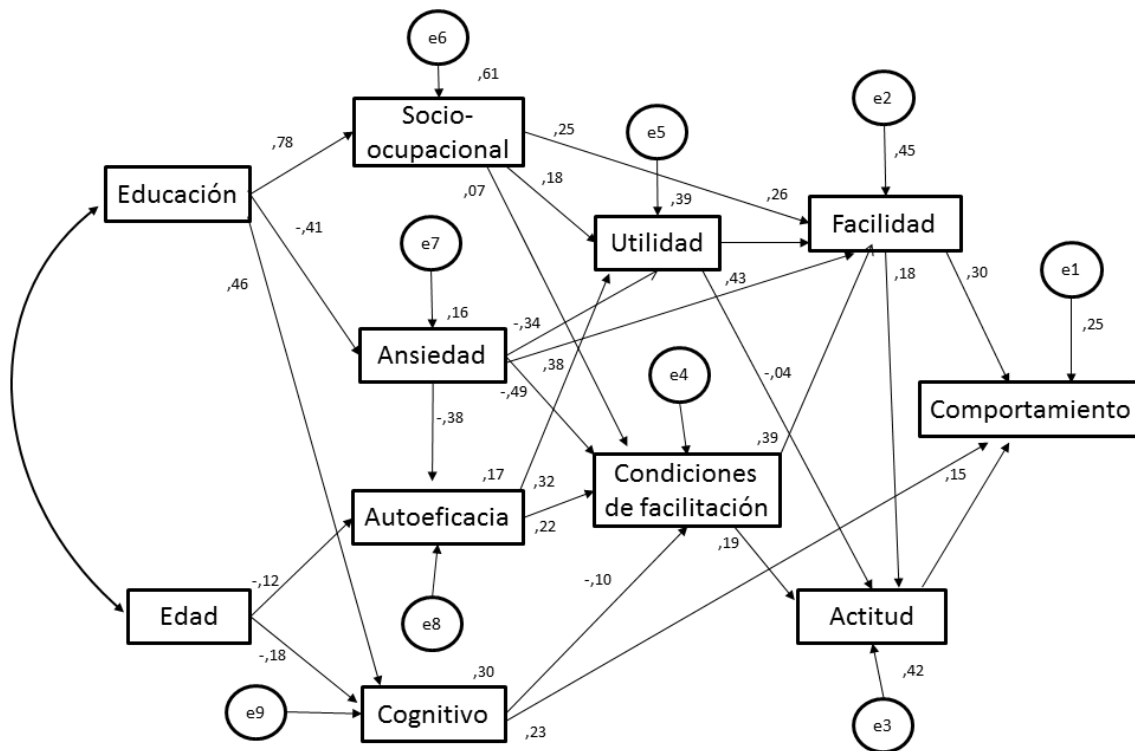 e6
,61
e2
Socio-
ocupacional
,25
e5
,45
,78
Educación
,07
,18
,39
,26
Facilidad
-,41
e7
Utilidad
,46
,16
,43
,18
,30
e1
-,34
,25
Ansiedad
,38
e4
-,04
-,49
Comportamiento
-,38
,17
,32
Condiciones
de facilitación
,39
,15
Autoeficacia
,22
,19
-,12
-,10
Edad
e8
Actitud
-,18
,30
,42
e9
Cognitivo
,23
e3